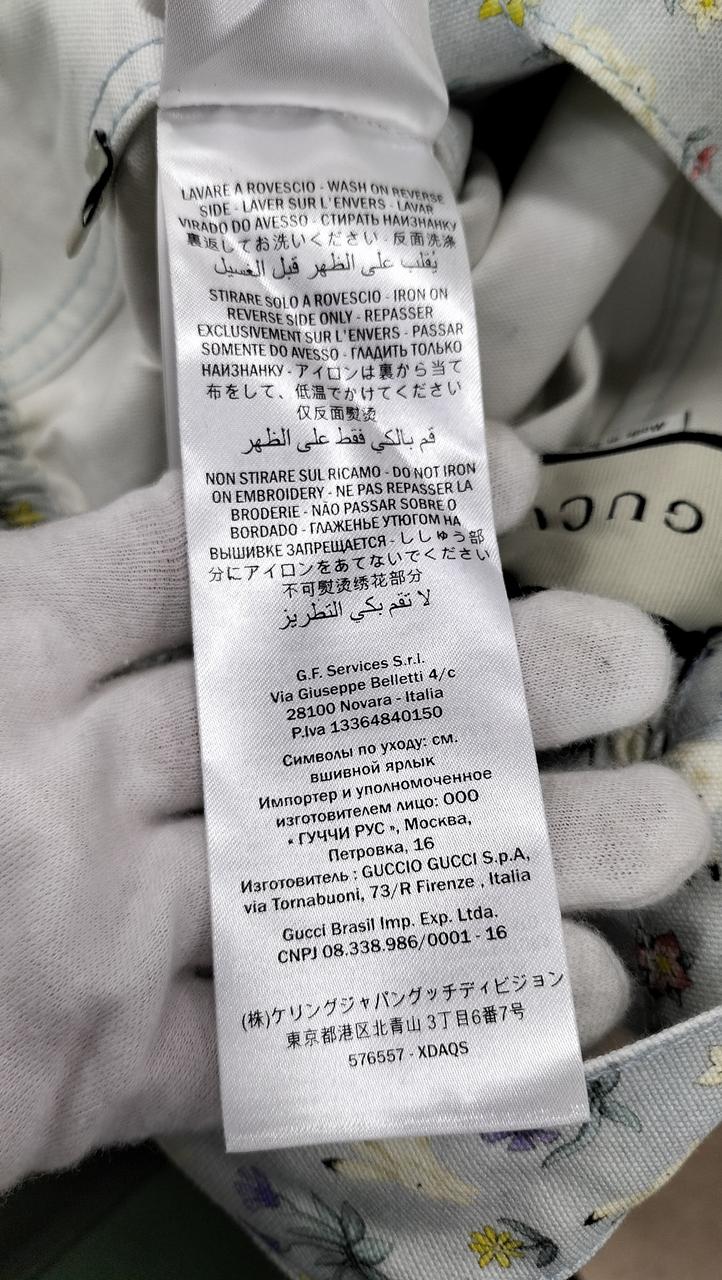 LAVARE A ROVESCIO - WASH ON REVERSE
SIDE - LAVER SUR L'ENVERS - LAVAR
VIRADO DO AVESSO - СТИРАТЬ НАИЗНАНКУ
裏返してお洗いください - 反面洗涤
يُقلب على الظهر قبل الغسيل
STIRARE SOLO A ROVESCIO - IRON ON
REVERSE SIDE ONLY - REPASSER
EXCLUSIVEMENT SUR L'ENVERS - PASSAR
SOMENTE DO AVESSO - ГЛАДИТЬ ТОЛЬКО
НАИЗНАНКУ - アイロンは裏から当て
布をして、低温でかけてください
仅反面熨烫
قم بالكي فقط على الظهر
NON STIRARE SUL RICAMO - DO NOT IRON
ON EMBROIDERY - NE PAS REPASSER LA
BRODERIE - NÃO PASSAR SOBRE O
BORDADO - ГЛАЖЕНЬЕ УТЮГОМ НА
ВЫШИВКЕ ЗАПРЕЩАЕТСЯ - ししゅう部
分にアイロンをあてないでください
不可熨烫绣花部分
لا تقم بكي التطريز
G.F. Services S.r.l.
Via Giuseppe Belletti 4/c
28100 Novara - Italia
P.Iva 13364840150
Символы по уходу: см.
вшивной ярлык
Импортер и уполномоченное
изготовителем лицо: ООО
« ГУЧЧИ РУС », Москва,
Петровка, 16
Изготовитель : GUCCIO GUCCI S.p.A,
via Tornabuoni, 73/R Firenze , Italia
Gucci Brasil Imp. Exp. Ltda.
CNPJ 08.338.986/0001 - 16
(株)ケリングジャパングッチディビジョン
東京都港区北青山 3丁目6番7号
576557 - XDAQS
GUCCI